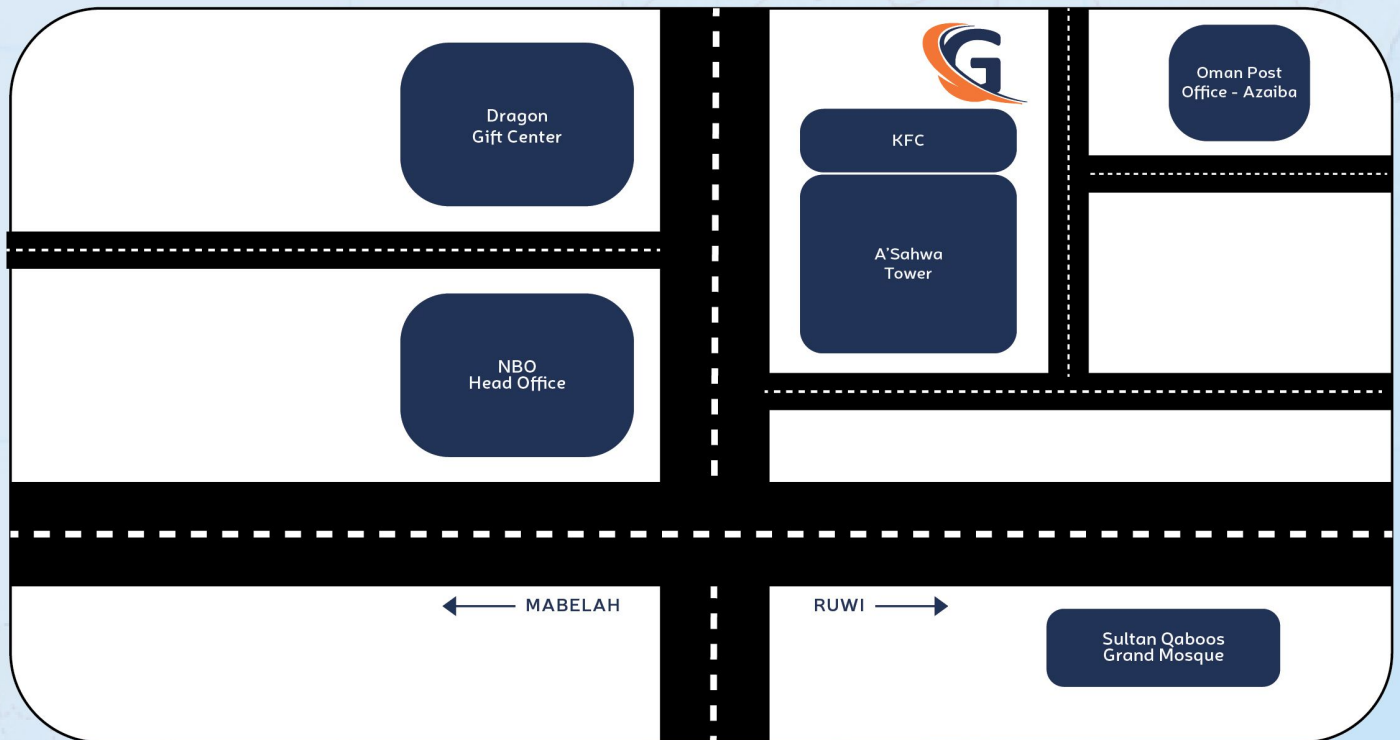 Dragon
Gift Center
G
KFC
Oman Post
Office - Azaiba
A'Sahwa
Tower
NBO
Head Office
MABELAH
RUWI
Sultan Qaboos
Grand Mosque